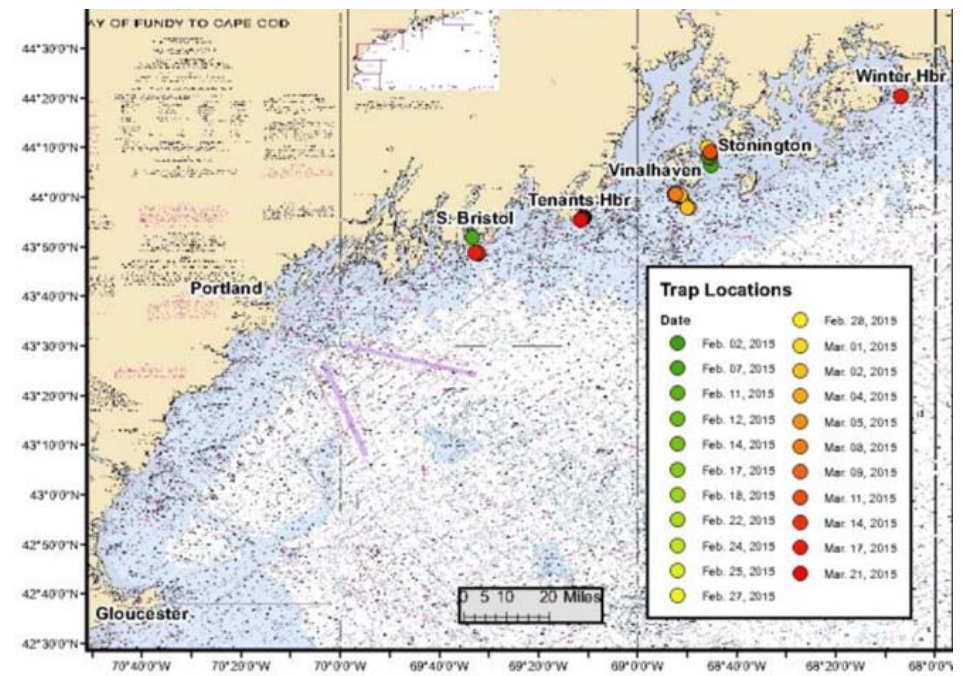 AY OF FUNDY TO CAPE COD
44°30'0"N
44°20'0"N
44°10'0"N
44°0'0"N
43°50'0"N
43°40'0"N
43°30'0"N
43°20'0"N
43°10'0"N
43°0'0"N
42°50'0"N
42°40'0"N
42°30'0"N
Winter Hbr
Stonington
Vinalhaven
Tenants Hbr
S. Bristol
Portland
Gloucester
Trap Locations
Date
Feb. 02, 2015
Feb. 07, 2015
Feb. 11, 2015
Feb. 12, 2015
Feb. 14, 2015
Feb. 17, 2015
Feb. 18, 2015
Feb. 22, 2015
Feb. 24, 2015
Feb. 25, 2015
Feb. 27, 2015
Feb. 28, 2015
Mar. 01, 2015
Mar. 02, 2015
Mar. 04, 2015
Mar. 05, 2015
Mar. 08, 2015
Mar. 09, 2015
Mar. 11, 2015
Mar. 14, 2015
Mar. 17, 2015
Mar. 21, 2015
0 5 10 20 Miles
70°40'0"W 70°20'0"W 70°0'0"W 69°40'0"W 69°20'0"W 69°0'0"W 68°40'0"W 68°20'0"W 68°0'0"W